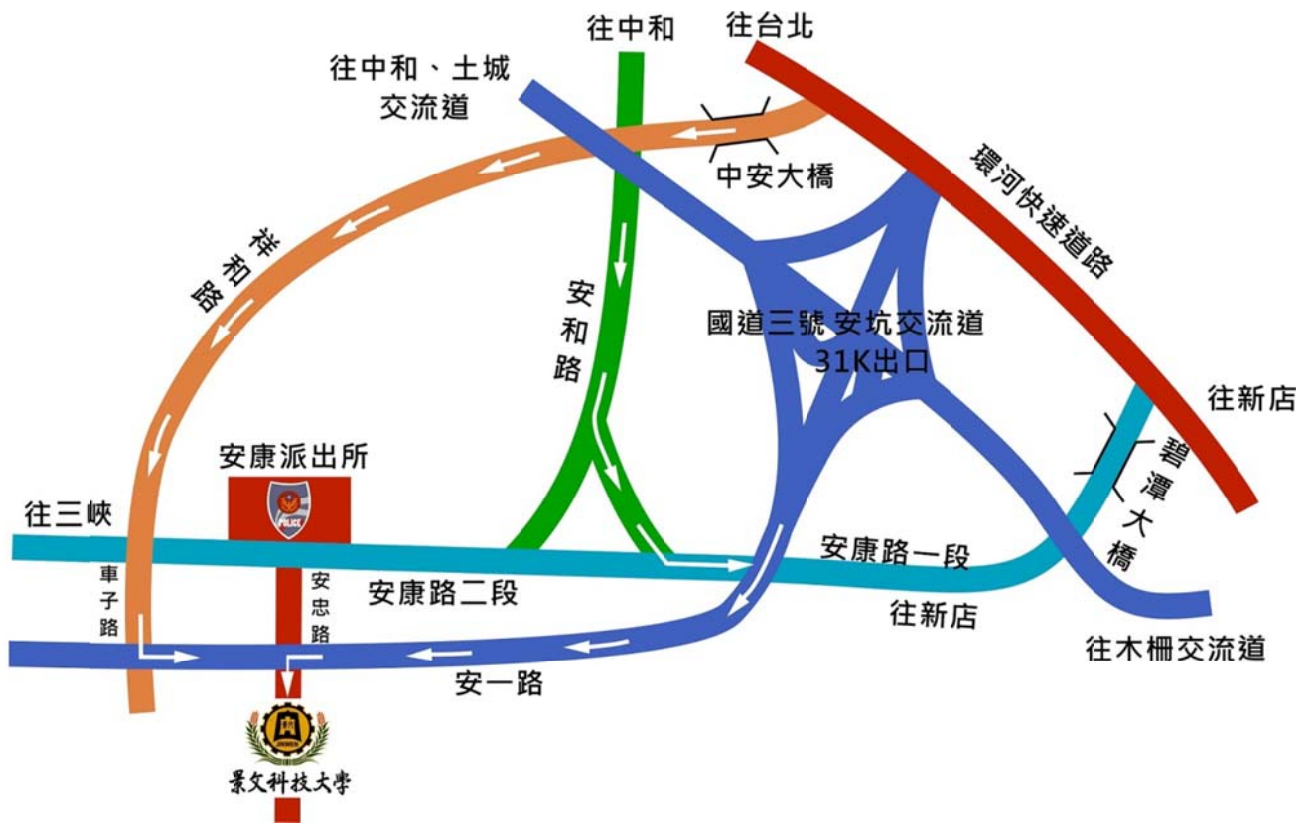 往中和
往台北
往中和、土城
交流道
中安大橋
環河快速道路
祥和路
安和路
國道三號 安坑交流道
31K出口
往新店
碧潭大橋
安康派出所
POLICE
往三峽
車子路
安忠路
安康路二段
安康路一段
往新店
往木柵交流道
安一路
JINWEN
景文科技大學